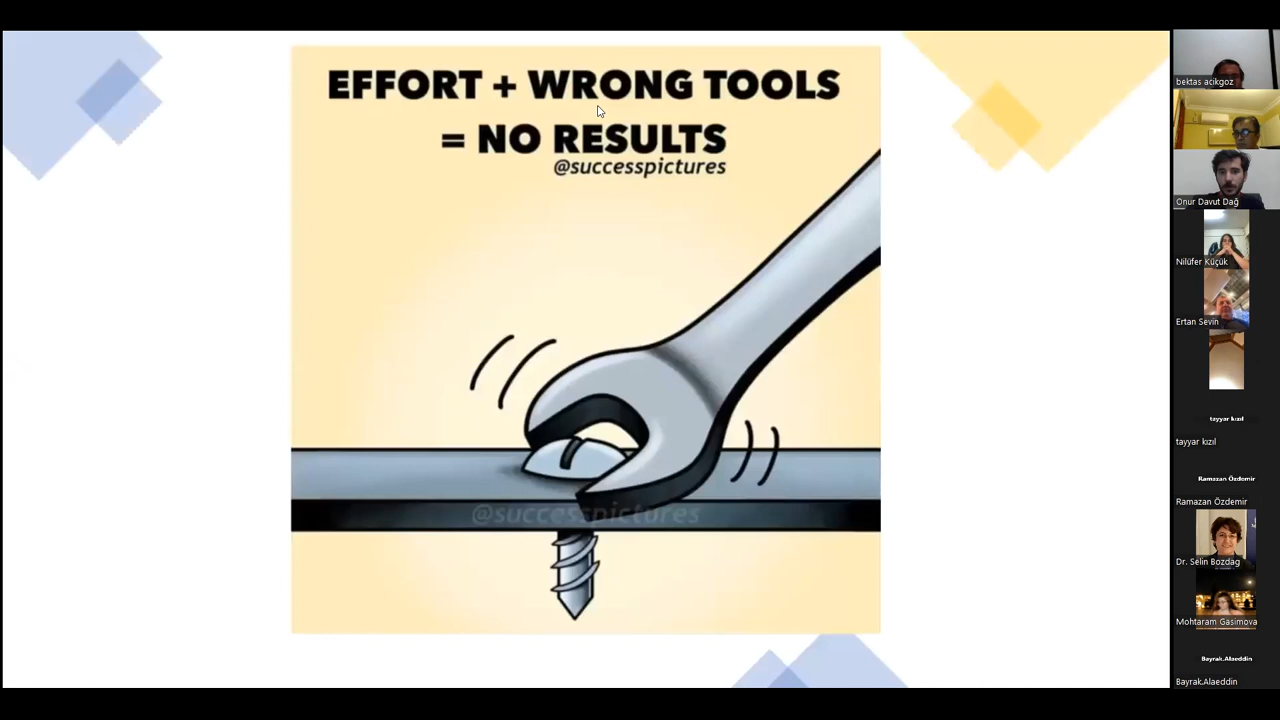 EFFORT + WRONG TOOLS
= NO RESULTS
@successpictures
@successpictures
bektas acikgoz
Onur Davut Dağ
Nilüfer Küçük
Ertan Sevin
tayyar kızıl
tayyar kızıl
Ramazan Özdemir
Ramazan Özdemir
Dr. Selin Bozdag
Mohtaram Gasimova
Bayrak.Alaeddin
Bayrak.Alaeddin